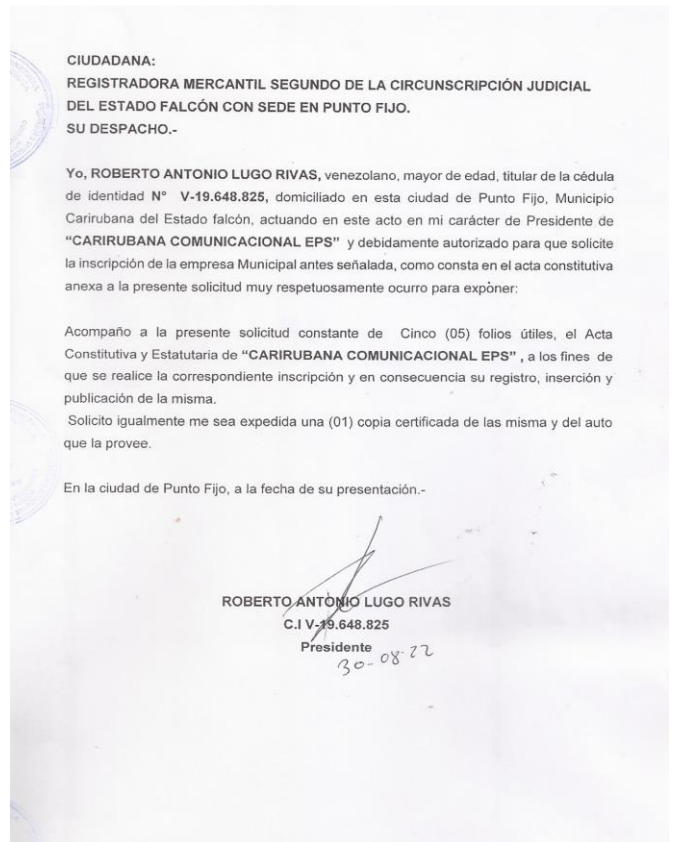 CIUDADANA:
REGISTRADORA MERCANTIL SEGUNDO DE LA CIRCUNSCRIPCIÓN JUDICIAL
DEL ESTADO FALCÓN CON SEDE EN PUNTO FIJO.
SU DESPACHO.-
Yo, ROBERTO ANTONIO LUGO RIVAS, venezolano, mayor de edad, titular de la cédula
de identidad N° V-19.648.825, domiciliado en esta ciudad de Punto Fijo, Municipio
Carirubana del Estado falcón, actuando en este acto en mi carácter de Presidente de
“CARIRUBANA COMUNICACIONAL EPS” y debidamente autorizado para que solicite
la inscripción de la empresa Municipal antes señalada, como consta en el acta constitutiva
anexa a la presente solicitud muy respetuosamente ocurro para exponer:
Acompaño a la presente solicitud constante de Cinco (05) folios útiles, el Acta
Constitutiva y Estatutaria de “CARIRUBANA COMUNICACIONAL EPS” , a los fines de
que se realice la correspondiente inscripción y en consecuencia su registro, inserción y
publicación de la misma.
Solicito igualmente me sea expedida una (01) copia certificada de las misma y del auto
que la provee.
En la ciudad de Punto Fijo, a la fecha de su presentación.-
ROBERTO ANTONIO LUGO RIVAS
C.I V-19.648.825
Presidente
30-08-22